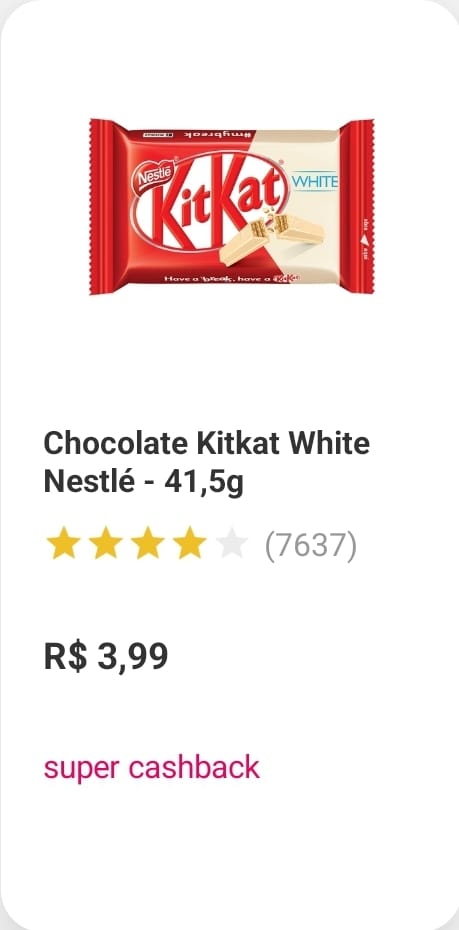 #mybreak
Nestlé
KitKat
WHITE
Have a break, have a KitKat
Chocolate Kitkat White
Nestlé - 41,5g
(7637)
R$ 3,99
super cashback